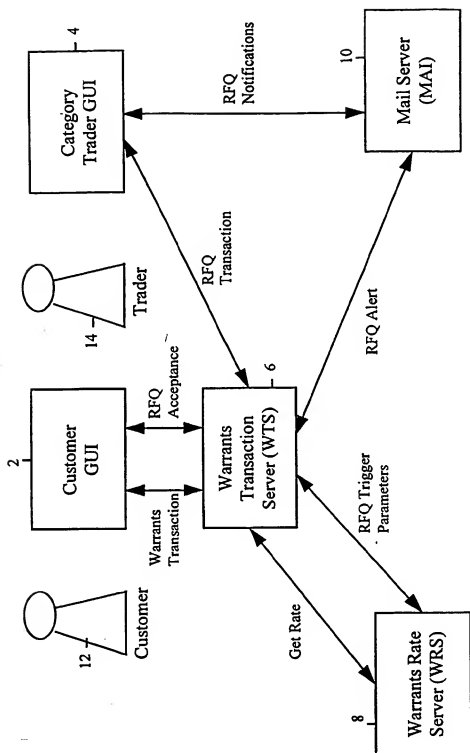 12
Customer
2
Customer
GUI
14
Trader
4
Category
Trader GUI
Warrants
Transaction
RFQ
Acceptance
RFQ
Transaction
RFQ
Notifications
6
Warrants
Transaction
Server (WTS)
Get Rate
RFQ Trigger
Parameters
RFQ Alert
8
Warrants Rate
Server (WRS)
10
Mail Server
(MAI)